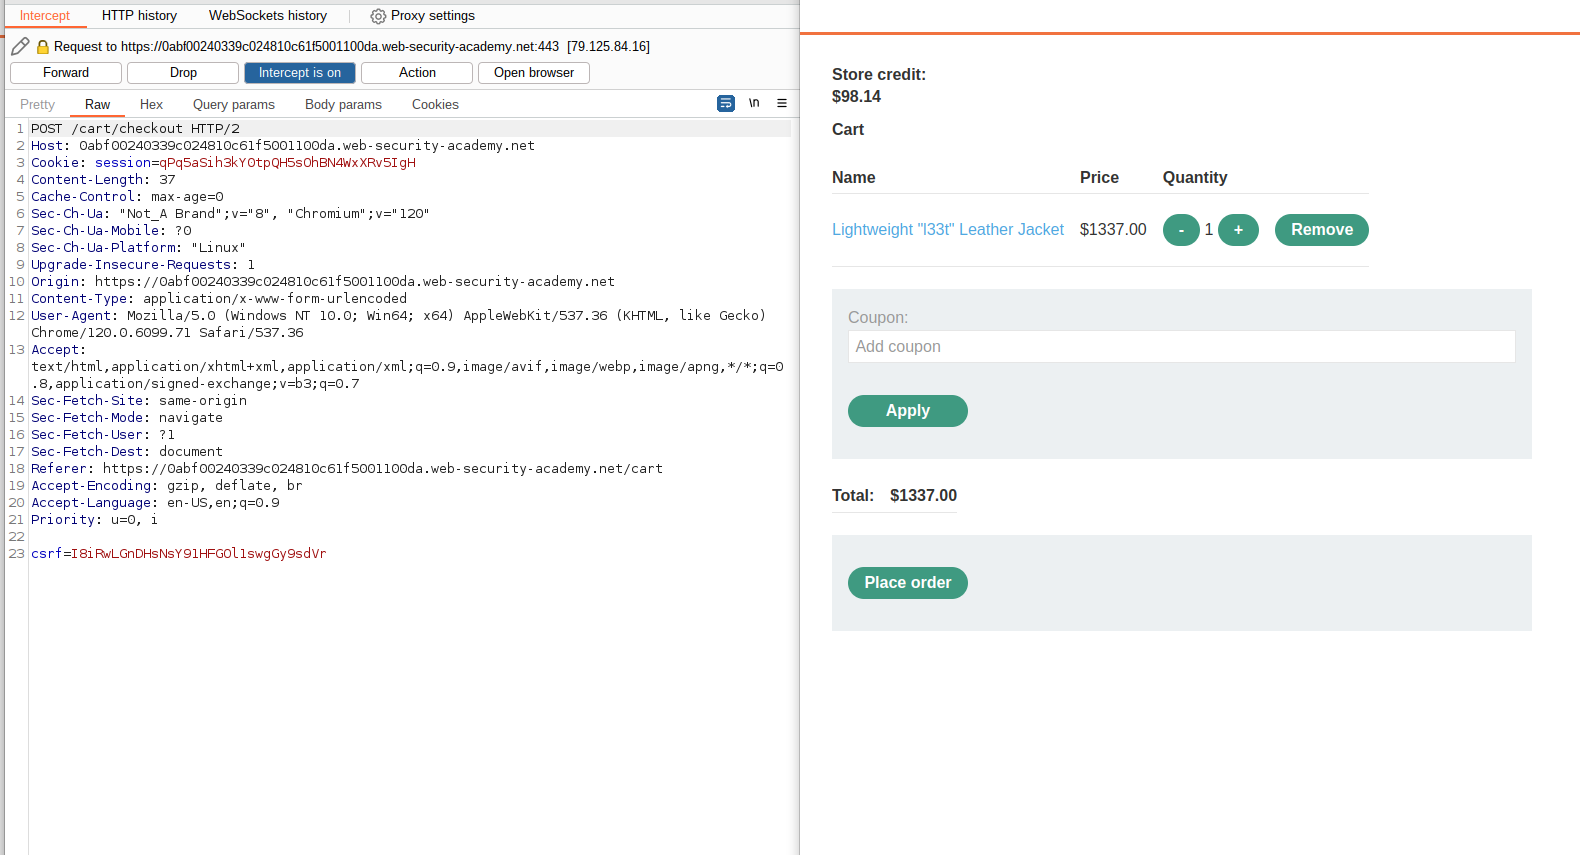 Intercept HTTP history WebSockets history Proxy settings
Request to https://0abf00240339c024810c61f5001100da.web-security-academy.net:443 [79.125.84.16]
Forward Drop Intercept is on Action Open browser
Pretty Raw Hex Query params Body params Cookies \n
1 POST /cart/checkout HTTP/2
2 Host: 0abf00240339c024810c61f5001100da.web-security-academy.net
3 Cookie: session=qPq5aSih3kYOtpQH5sOhBN4WxXRv5IgH
4 Content-Length: 37
5 Cache-Control: max-age=0
6 Sec-Ch-Ua: "Not_A Brand";v="8", "Chromium";v="120"
7 Sec-Ch-Ua-Mobile: ?0
8 Sec-Ch-Ua-Platform: "Linux"
9 Upgrade-Insecure-Requests: 1
10 Origin: https://0abf00240339c024810c61f5001100da.web-security-academy.net
11 Content-Type: application/x-www-form-urlencoded
12 User-Agent: Mozilla/5.0 (Windows NT 10.0; Win64; x64) AppleWebKit/537.36 (KHTML, like Gecko)
Chrome/120.0.6099.71 Safari/537.36
13 Accept:
text/html,application/xhtml+xml,application/xml;q=0.9,image/avif,image/webp,image/apng,*/*;q=0
.8,application/signed-exchange;v=b3;q=0.7
14 Sec-Fetch-Site: same-origin
15 Sec-Fetch-Mode: navigate
16 Sec-Fetch-User: ?1
17 Sec-Fetch-Dest: document
18 Referer: https://0abf00240339c024810c61f5001100da.web-security-academy.net/cart
19 Accept-Encoding: gzip, deflate, br
20 Accept-Language: en-US,en;q=0.9
21 Priority: u=0, i
22
23 csrf=I8iRwLGnDHsNsY91HFGOl1swgGy9sdVr
Store credit:
$98.14
Cart
Name Price Quantity
Lightweight "l33t" Leather Jacket $1337.00 - 1 + Remove
Coupon:
Add coupon
Apply
Total: $1337.00
Place order